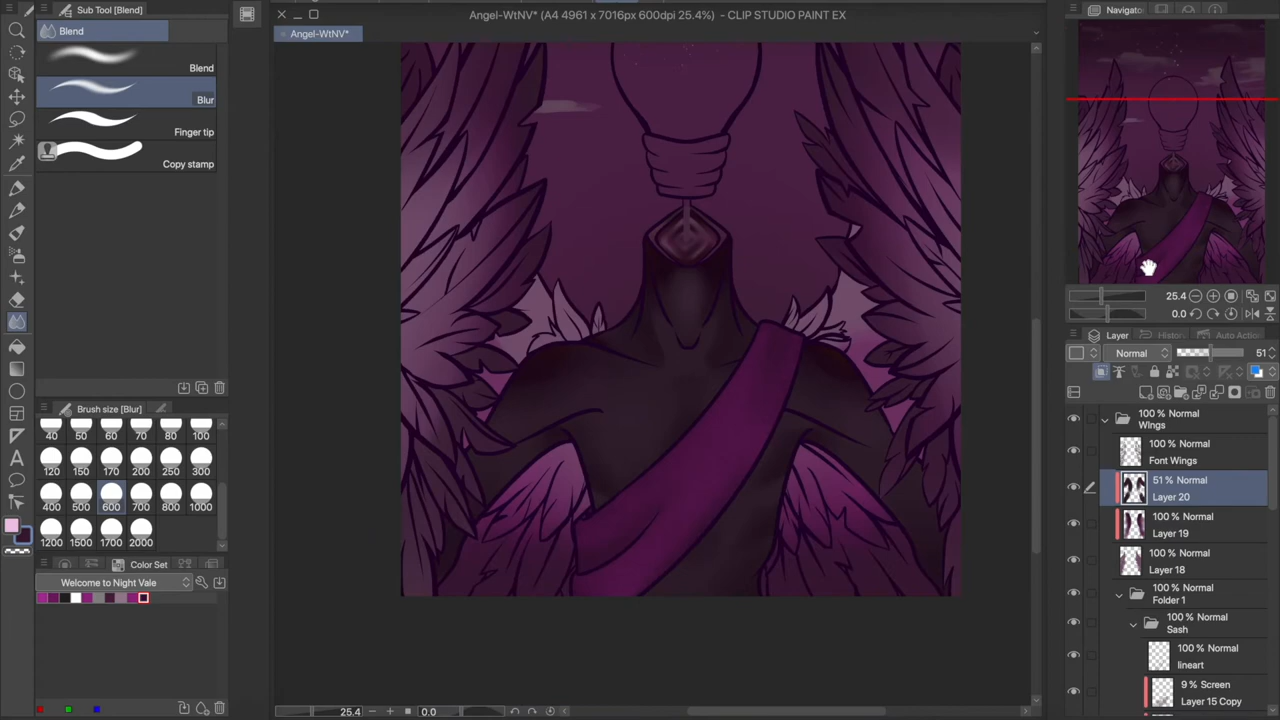 Sub Tool [Blend]
Blend
Blend
Blur
Finger tip
Copy stamp
Brush size [Blur]
40 50 60 70 80 100
120 150 170 200 250 300
400 500 600 700 800 1000
1200 1500 1700 2000
Color Set
Welcome to Night Vale
Angel-WtNV* (A4 4961 x 7016px 600dpi 25.4%) - CLIP STUDIO PAINT EX
Angel-WtNV*
25.4
0.0
Navigator
25.4
0.0
Layer
Histor
Auto Action
Normal
51
100 % Normal
Wings
100 % Normal
Font Wings
51 % Normal
Layer 20
100 % Normal
Layer 19
100 % Normal
Layer 18
100 % Normal
Folder 1
100 % Normal
Sash
100 % Normal
lineart
9 % Screen
Layer 15 Copy